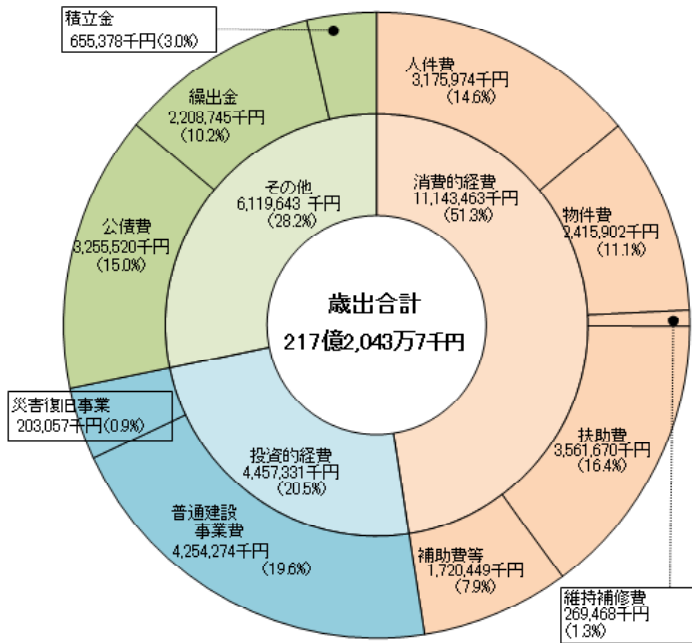 積立金
655,378千円(3.0%)
人件費
3,175,974千円
(14.6%)
繰出金
2,208,745千円
(10.2%)
その他
6,119,643 千円
(28.2%)
消費的経費
11,143,463千円
(51.3%)
物件費
2,415,902千円
(11.1%)
公債費
3,255,520千円
(15.0%)
歳出合計
217億2,043万7千円
災害復旧事業
203,057千円(0.9%)
投資的経費
4,457,331千円
(20.5%)
扶助費
3,561,670千円
(16.4%)
普通建設
事業費
4,254,274千円
(19.6%)
補助費等
1,720,449千円
(7.9%)
維持補修費
269,468千円
(1.3%)